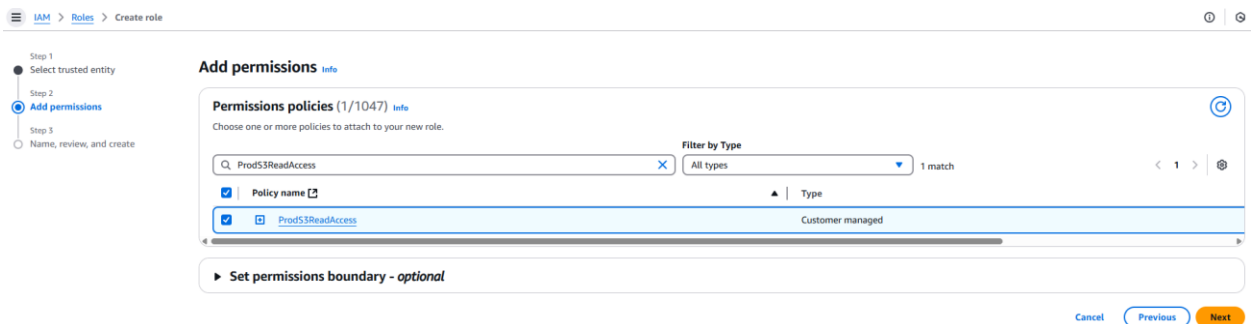 IAM > Roles > Create role
Step 1
Select trusted entity
Step 2
Add permissions
Step 3
Name, review, and create
Add permissions Info
Permissions policies (1/1047) Info
Choose one or more policies to attach to your new role.
Filter by Type
ProdS3ReadAccess
All types
1 match
1
Policy name
Type
ProdS3ReadAccess
Customer managed
Set permissions boundary - optional
Cancel
Previous
Next